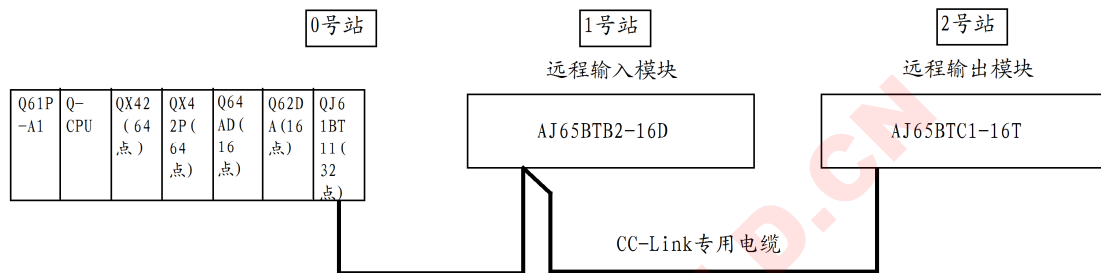 0号站
1号站
2号站
远程输入模块
远程输出模块
Q61P
-A1
Q-
CPU
QX42
(64
点)
QX4
2P(
64
点)
Q64
AD(
16
点)
Q62D
A(16
点)
QJ6
1BT
11(
32
点)
AJ65BTB2-16D
AJ65BTC1-16T
CC-Link专用电缆
D.CN